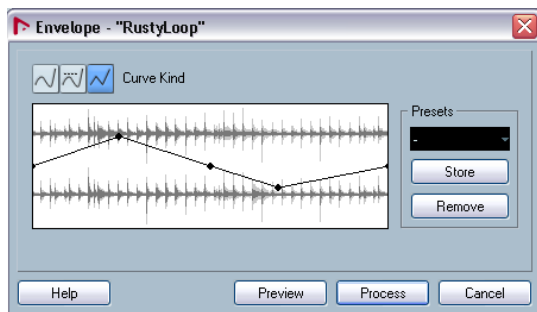 Envelope - "RustyLoop"
Curve Kind
Presets
-
Store
Remove
Help
Preview
Process
Cancel